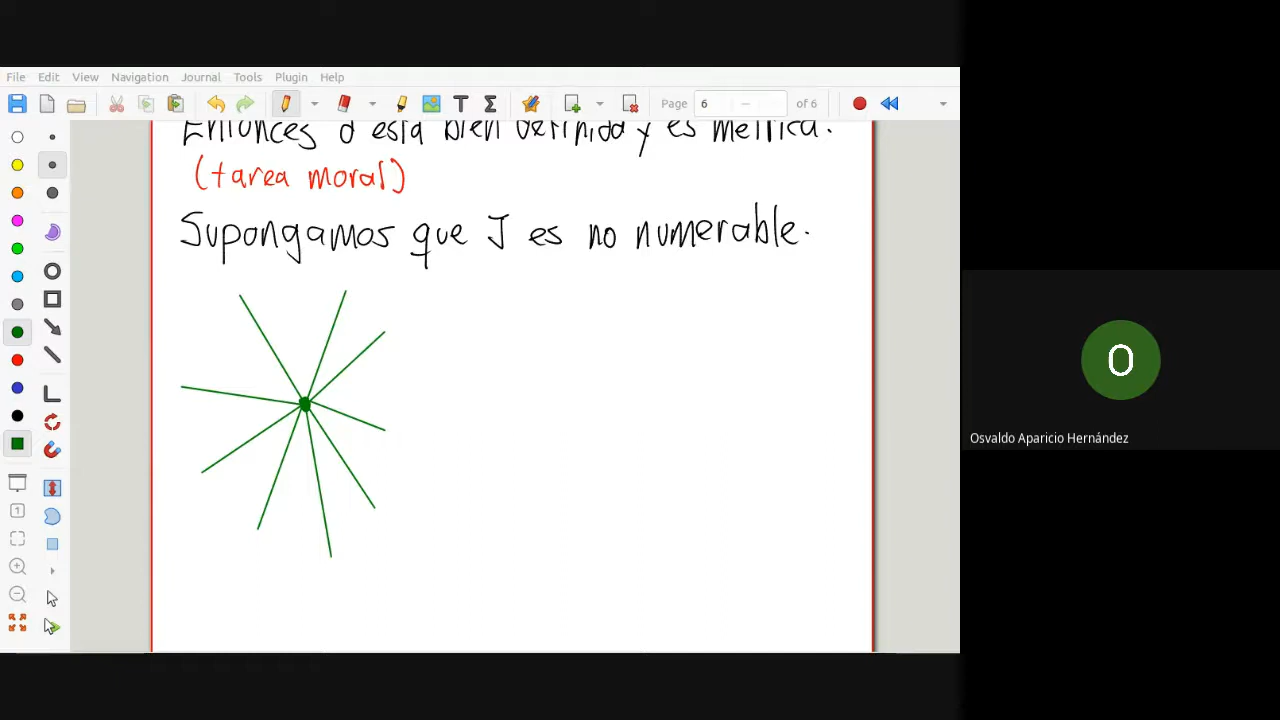 File Edit View Navigation Journal Tools Plugin Help
Page 6 of 6
Entonces d está bien definida y es métrica.
(tarea moral)
Supongamos que J es no numerable.
O
Osvaldo Aparicio Hernández